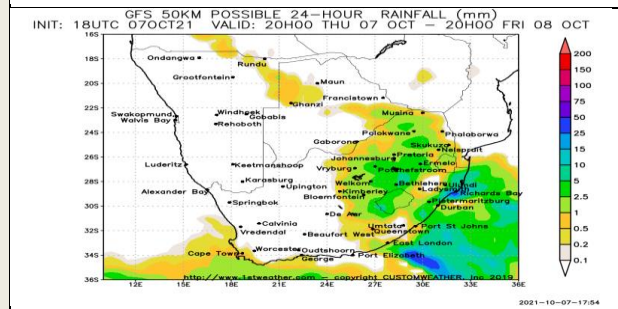 GFS 50KM POSSIBLE 24-HOUR RAINFALL (mm)
INIT: 18UTC 07OCT21 VALID: 20H00 THU 07 OCT - 20H00 FRI 08 OCT
16S
Ondangwa
Rundu
18S
Grootfontein
Maun
20S
Francistown
Ghanzi
22S
Swakopmund
Walvis Bay
Windhoek
Gobabis
Rehoboth
Musina
24S
Polokwane
Phalaborwa
Gaborone
Skukuza
Nelspruit
26S
Johannesburg
Pretoria
Luderitz
Keetmanshoop
Vryburg
Ermelo
Potchefstroom
Karasburg
Upington
Welkom
Bethlehem
Ulundi
28S
Alexander Bay
Kimberley
Ladysmith
Richards Bay
Springbok
Bloemfontein
Pietermaritzburg
30S
Durban
De Aar
Calvinia
Umtata
Port St Johns
32S
Vredendal
Beaufort West
Queenstown
East London
Worcester
Oudtshoorn
34S
Cape Town
George
Port Elizabeth
36S
http://www.1stweather.com - copyright CUSTOMWEATHER, Inc 2019
12E 15E 18E 21E 24E 27E 30E 33E 36E
200
150
100
75
50
25
15
10
5
2.5
1
0.5
0.2
0.1
2021-10-07-17:54